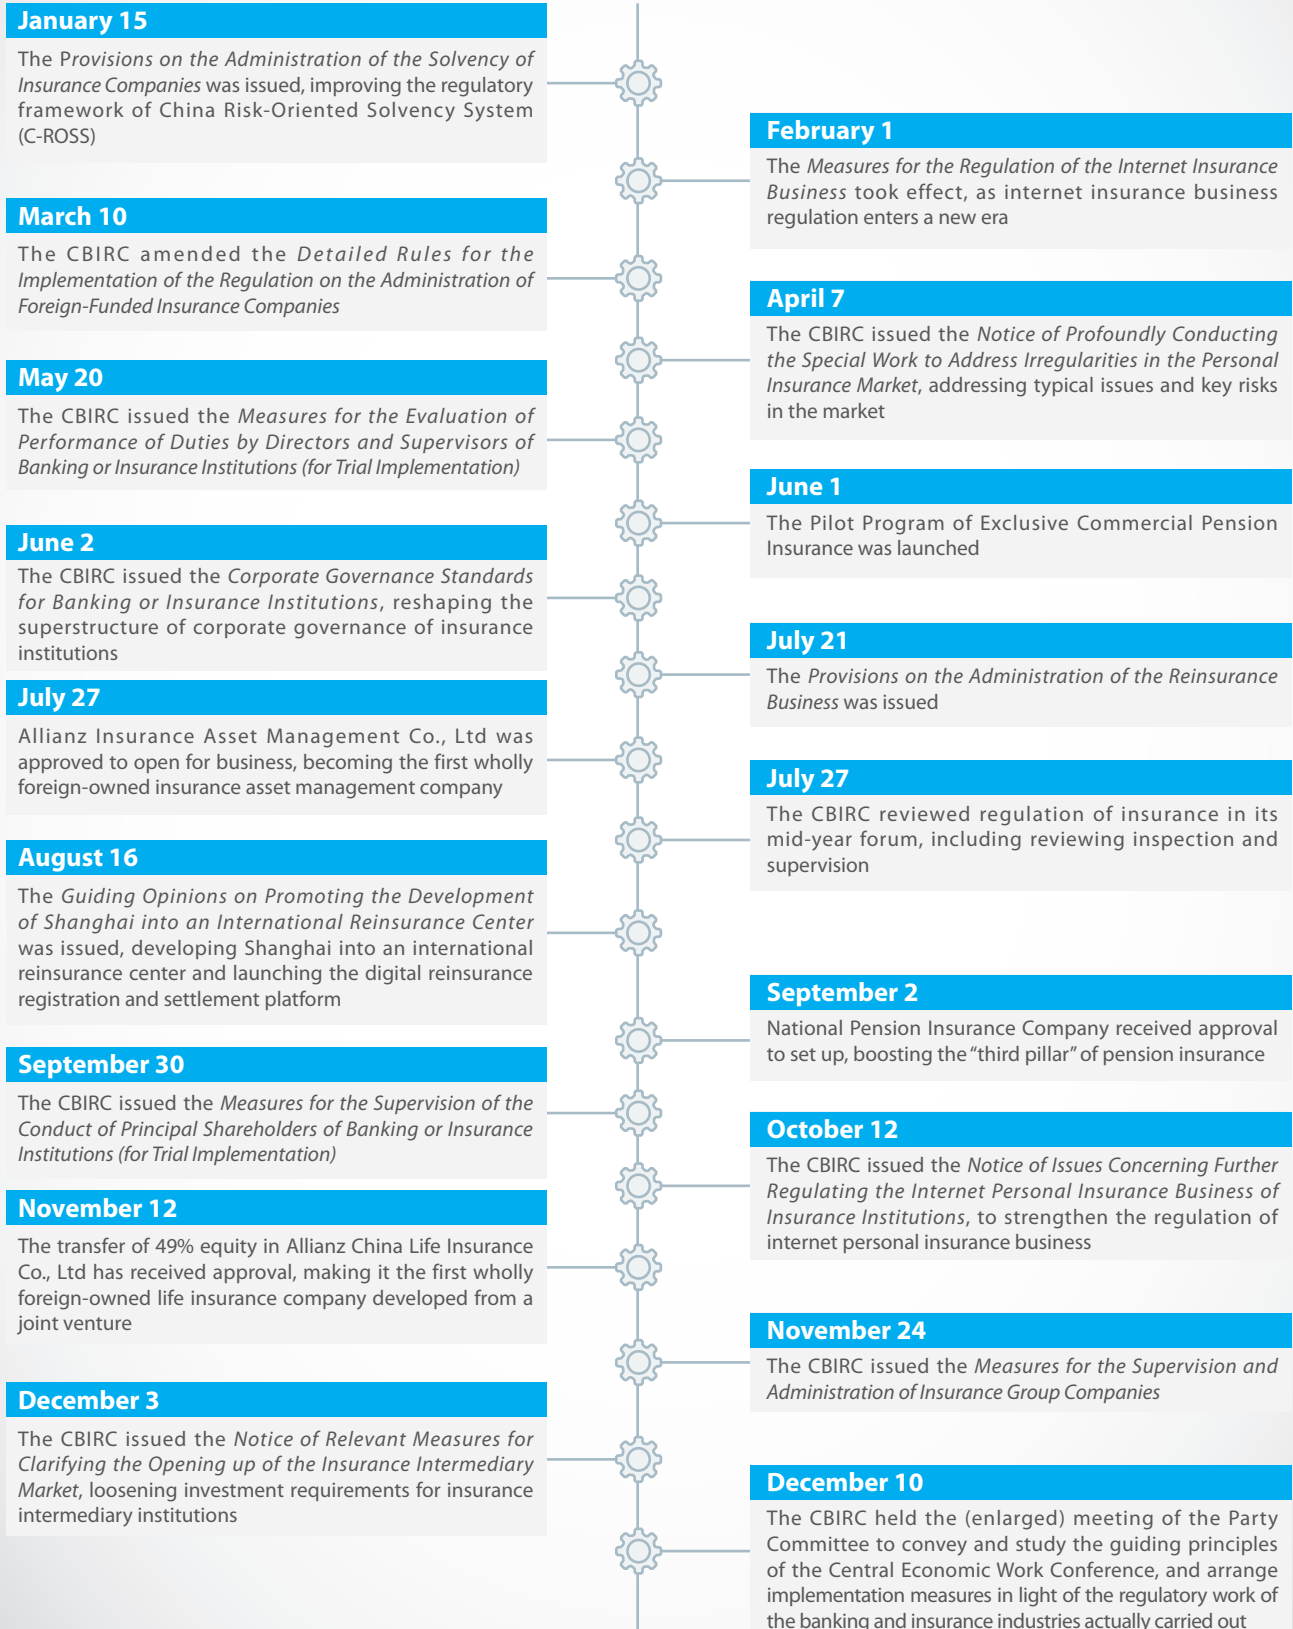 January 15
The Provisions on the Administration of the Solvency of
Insurance Companies was issued, improving the regulatory
framework of China Risk-Oriented Solvency System
(C-ROSS)
February 1
The Measures for the Regulation of the Internet Insurance
Business took effect, as internet insurance business
regulation enters a new era
March 10
The CBIRC amended the Detailed Rules for the
Implementation of the Regulation on the Administration of
Foreign-Funded Insurance Companies
April 7
The CBIRC issued the Notice of Profoundly Conducting
the Special Work to Address Irregularities in the Personal
Insurance Market, addressing typical issues and key risks
in the market
May 20
The CBIRC issued the Measures for the Evaluation of
Performance of Duties by Directors and Supervisors of
Banking or Insurance Institutions (for Trial Implementation)
June 1
The Pilot Program of Exclusive Commercial Pension
Insurance was launched
June 2
The CBIRC issued the Corporate Governance Standards
for Banking or Insurance Institutions, reshaping the
superstructure of corporate governance of insurance
institutions
July 21
The Provisions on the Administration of the Reinsurance
Business was issued
July 27
Allianz Insurance Asset Management Co., Ltd was
approved to open for business, becoming the first wholly
foreign-owned insurance asset management company
July 27
The CBIRC reviewed regulation of insurance in its
mid-year forum, including reviewing inspection and
supervision
August 16
The Guiding Opinions on Promoting the Development
of Shanghai into an International Reinsurance Center
was issued, developing Shanghai into an international
reinsurance center and launching the digital reinsurance
registration and settlement platform
September 2
National Pension Insurance Company received approval
to set up, boosting the “third pillar” of pension insurance
September 30
The CBIRC issued the Measures for the Supervision of the
Conduct of Principal Shareholders of Banking or Insurance
Institutions (for Trial Implementation)
October 12
The CBIRC issued the Notice of Issues Concerning Further
Regulating the Internet Personal Insurance Business of
Insurance Institutions, to strengthen the regulation of
internet personal insurance business
November 12
The transfer of 49% equity in Allianz China Life Insurance
Co., Ltd has received approval, making it the first wholly
foreign-owned life insurance company developed from a
joint venture
November 24
The CBIRC issued the Measures for the Supervision and
Administration of Insurance Group Companies
December 3
The CBIRC issued the Notice of Relevant Measures for
Clarifying the Opening up of the Insurance Intermediary
Market, loosening investment requirements for insurance
intermediary institutions
December 10
The CBIRC held the (enlarged) meeting of the Party
Committee to convey and study the guiding principles
of the Central Economic Work Conference, and arrange
implementation measures in light of the regulatory work of
the banking and insurance industries actually carried out